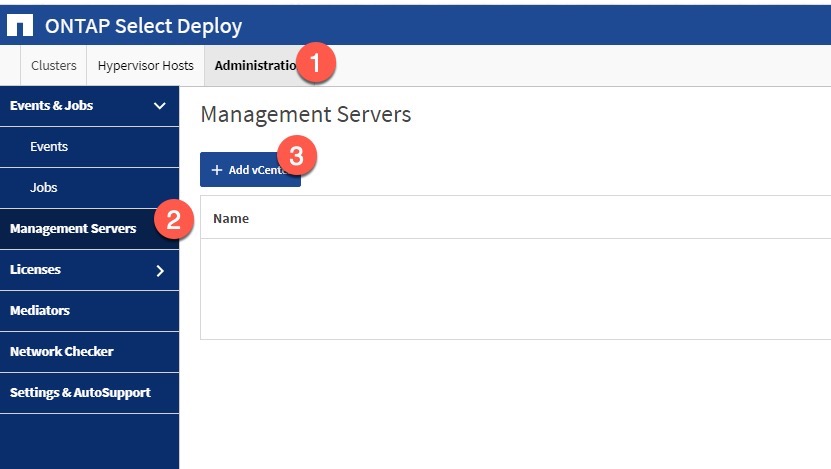 ONTAP Select Deploy
Clusters Hypervisor Hosts Administratio 1
Events & Jobs
Events
Jobs
Management Servers 2
Licenses
Mediators
Network Checker
Settings & AutoSupport
Management Servers
3
+ Add vCente
Name